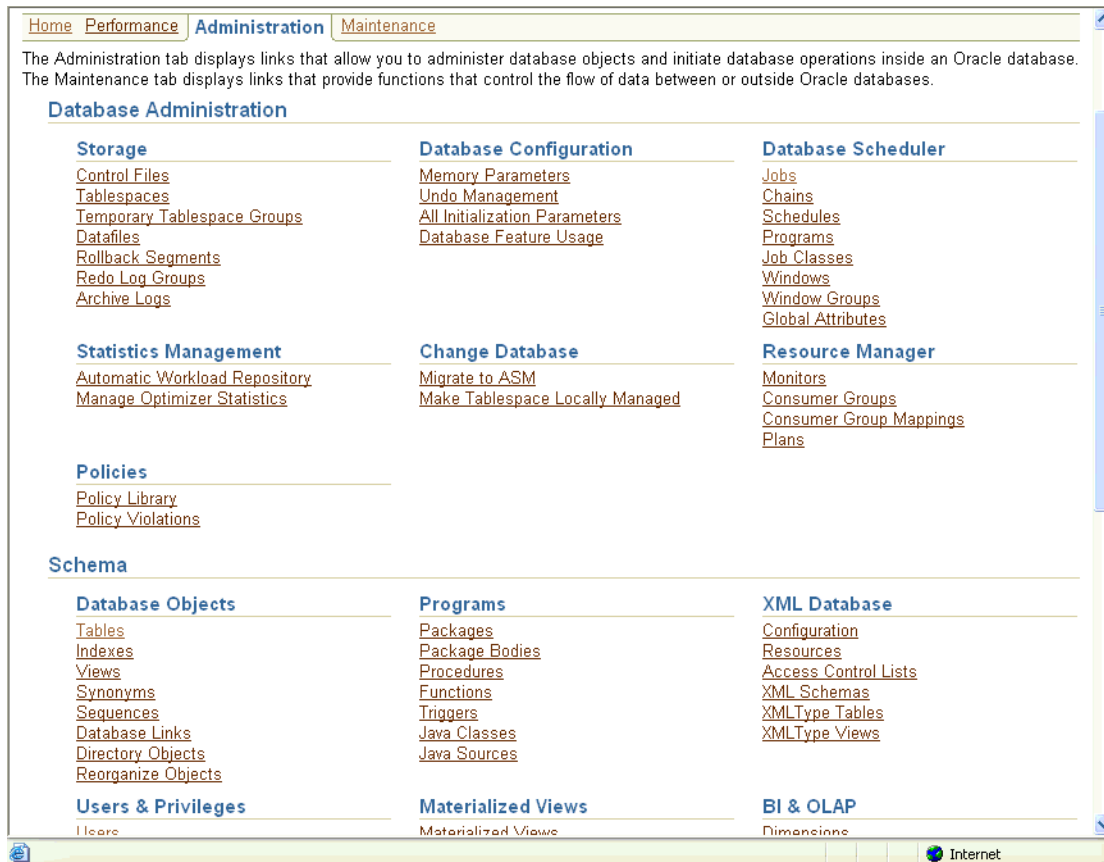 Home Performance Administration Maintenance
The Administration tab displays links that allow you to administer database objects and initiate database operations inside an Oracle database.
The Maintenance tab displays links that provide functions that control the flow of data between or outside Oracle databases.
Database Administration
Storage
Control Files
Tablespaces
Temporary Tablespace Groups
Datafiles
Rollback Segments
Redo Log Groups
Archive Logs
Database Configuration
Memory Parameters
Undo Management
All Initialization Parameters
Database Feature Usage
Database Scheduler
Jobs
Chains
Schedules
Programs
Job Classes
Windows
Window Groups
Global Attributes
Statistics Management
Automatic Workload Repository
Manage Optimizer Statistics
Change Database
Migrate to ASM
Make Tablespace Locally Managed
Resource Manager
Monitors
Consumer Groups
Consumer Group Mappings
Plans
Policies
Policy Library
Policy Violations
Schema
Database Objects
Tables
Indexes
Views
Synonyms
Sequences
Database Links
Directory Objects
Reorganize Objects
Programs
Packages
Package Bodies
Procedures
Functions
Triggers
Java Classes
Java Sources
XML Database
Configuration
Resources
Access Control Lists
XML Schemas
XMLType Tables
XMLType Views
Users & Privileges
Users
Materialized Views
Materialized Views
BI & OLAP
Dimensions
Internet